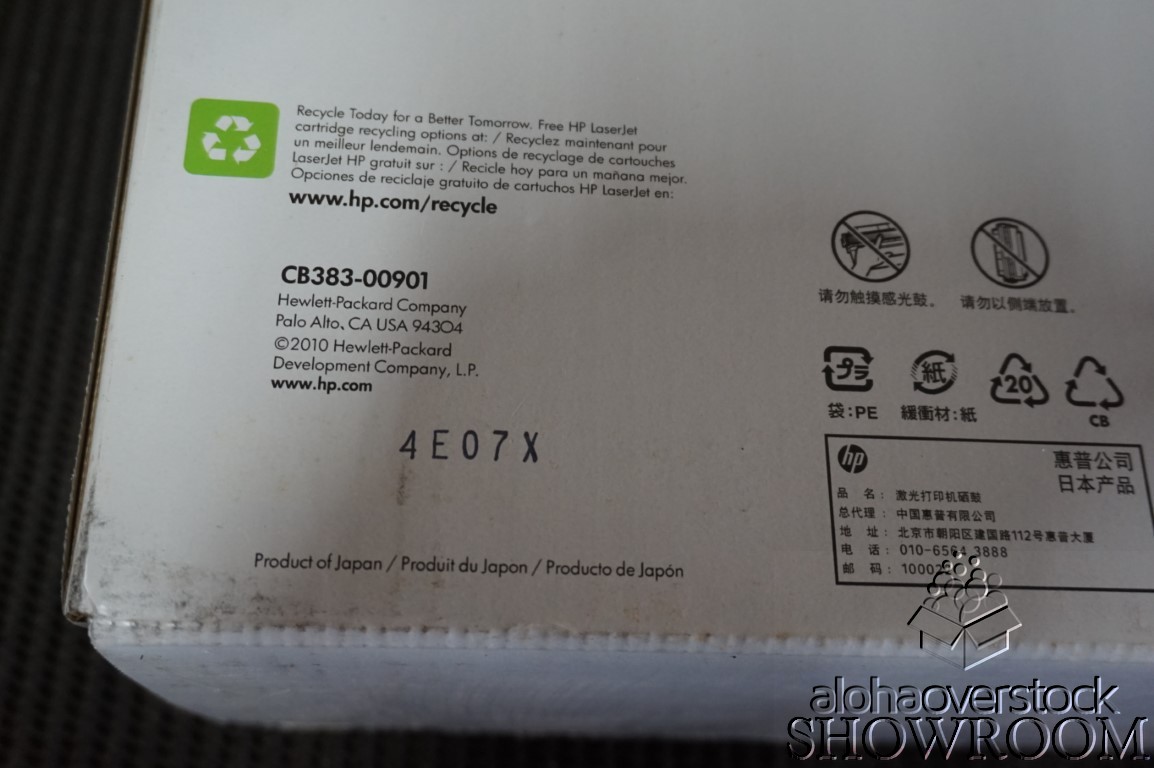 Recycle Today for a Better Tomorrow. Free HP LaserJet
cartridge recycling options at: / Recyclez maintenant pour
un meilleur lendemain. Options de recyclage de cartouches
LaserJet HP gratuit sur : / Recicle hoy para un mañana mejor.
Opciones de reciclaje gratuito de cartuchos HP LaserJet en:
www.hp.com/recycle
CB383-00901
Hewlett-Packard Company
Palo Alto, CA USA 94304
©2010 Hewlett-Packard
Development Company, L.P.
www.hp.com
4E07X
Product of Japan / Produit du Japon / Producto de Japón
请勿触摸感光鼓。 请勿以侧端放置。
プラ 紙 20
袋:PE 緩衝材:紙 CB
hp 惠普公司
日本产品
品 名: 激光打印机硒鼓
总代理: 中国惠普有限公司
地 址: 北京市朝阳区建国路112号惠普大厦
电 话: 010-6564 3888
邮 码:
alohaoverstock
SHOWROOM